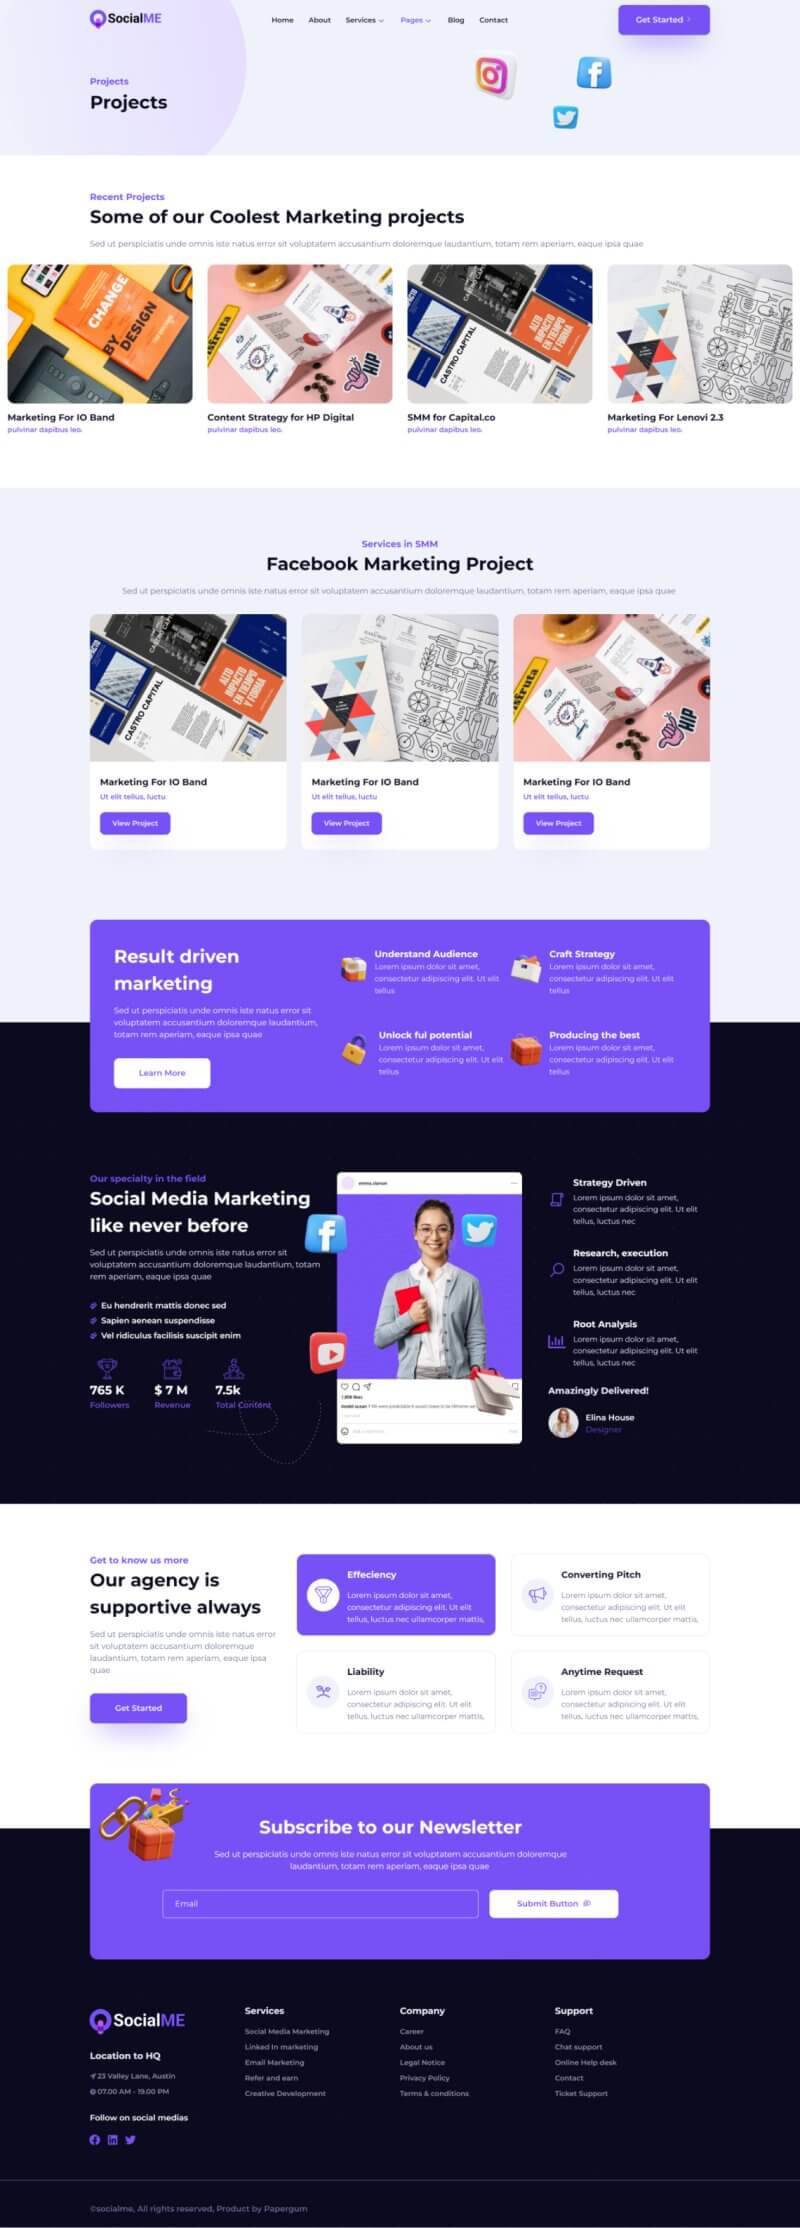 SocialME
Home About Services Pages Blog Contact
Get Started
Projects
Projects
Recent Projects
Some of our Coolest Marketing projects
Sed ut perspiciatis unde omnis iste natus error sit voluptatem accusantium doloremque laudantium, totam rem aperiam, eaque ipsa quae
CHANGE
BY
DESIGN
HIP
CASTRO CAPITAL
ALTO
IMPACTO
EN TIEMPO
Y FORMA
Marketing For IO Band
pulvinar dapibus leo.
Content Strategy for HP Digital
pulvinar dapibus leo.
SMM for Capital.co
pulvinar dapibus leo.
Marketing For Lenovi 2.3
pulvinar dapibus leo.
Services in SMM
Facebook Marketing Project
Sed ut perspiciatis unde omnis iste natus error sit voluptatem accusantium doloremque laudantium, totam rem aperiam, eaque ipsa quae
CASTRO CAPITAL
ALTO
IMPACTO
EN TIEMPO
Y FORMA
HIP
Marketing For IO Band
Ut elit tellus, luctu
View Project
Marketing For IO Band
Ut elit tellus, luctu
View Project
Marketing For IO Band
Ut elit tellus, luctu
View Project
Result driven
marketing
Sed ut perspiciatis unde omnis iste natus error sit
voluptatem accusantium doloremque laudantium,
totam rem aperiam, eaque ipsa quae
Learn More
Understand Audience
Lorem ipsum dolor sit amet,
consectetur adipiscing elit. Ut elit
tellus
Craft Strategy
Lorem ipsum dolor sit amet,
consectetur adipiscing elit. Ut elit
tellus
Unlock ful potential
Lorem ipsum dolor sit amet,
consectetur adipiscing elit. Ut elit
tellus
Producing the best
Lorem ipsum dolor sit amet,
consectetur adipiscing elit. Ut elit
tellus
Our specialty in the field
Social Media Marketing
like never before
Sed ut perspiciatis unde omnis iste natus error sit
voluptatem accusantium doloremque laudantium, totam
rem aperiam, eaque ipsa quae
Eu hendrerit mattis donec sed
Sapien aenean suspendisse
Vel ridiculus facilisis suscipit enim
765 K
Followers
$ 7 M
Revenue
7.5k
Total Content
Strategy Driven
Lorem ipsum dolor sit amet,
consectetur adipiscing elit. Ut elit
tellus, luctus nec
Research, execution
Lorem ipsum dolor sit amet,
consectetur adipiscing elit. Ut elit
tellus, luctus nec
Root Analysis
Lorem ipsum dolor sit amet,
consectetur adipiscing elit. Ut elit
tellus, luctus nec
Amazingly Delivered!
Elina House
Designer
Get to know us more
Our agency is
supportive always
Sed ut perspiciatis unde omnis iste natus error
sit voluptatem accusantium doloremque
laudantium, totam rem aperiam, eaque ipsa
quae
Get Started
Effeciency
Lorem ipsum dolor sit amet,
consectetur adipiscing elit. Ut elit
tellus, luctus nec ullamcorper mattis,
Converting Pitch
Lorem ipsum dolor sit amet,
consectetur adipiscing elit. Ut elit
tellus, luctus nec ullamcorper mattis,
Liability
Lorem ipsum dolor sit amet,
consectetur adipiscing elit. Ut elit
tellus, luctus nec ullamcorper mattis,
Anytime Request
Lorem ipsum dolor sit amet,
consectetur adipiscing elit. Ut elit
tellus, luctus nec ullamcorper mattis,
Subscribe to our Newsletter
Sed ut perspiciatis unde omnis iste natus error sit voluptatem accusantium doloremque
laudantium, totam rem aperiam, eaque ipsa quae
Email
Submit Button
SocialME
Location to HQ
23 Valley Lane, Austin
07.00 AM - 19.00 PM
Follow on social medias
Services
Social Media Marketing
Linked In marketing
Email Marketing
Refer and earn
Creative Development
Company
Career
About us
Legal Notice
Privacy Policy
Terms & conditions
Support
FAQ
Chat support
Online Help desk
Contact
Ticket Support
©socialme, All rights reserved, Product by Papergum